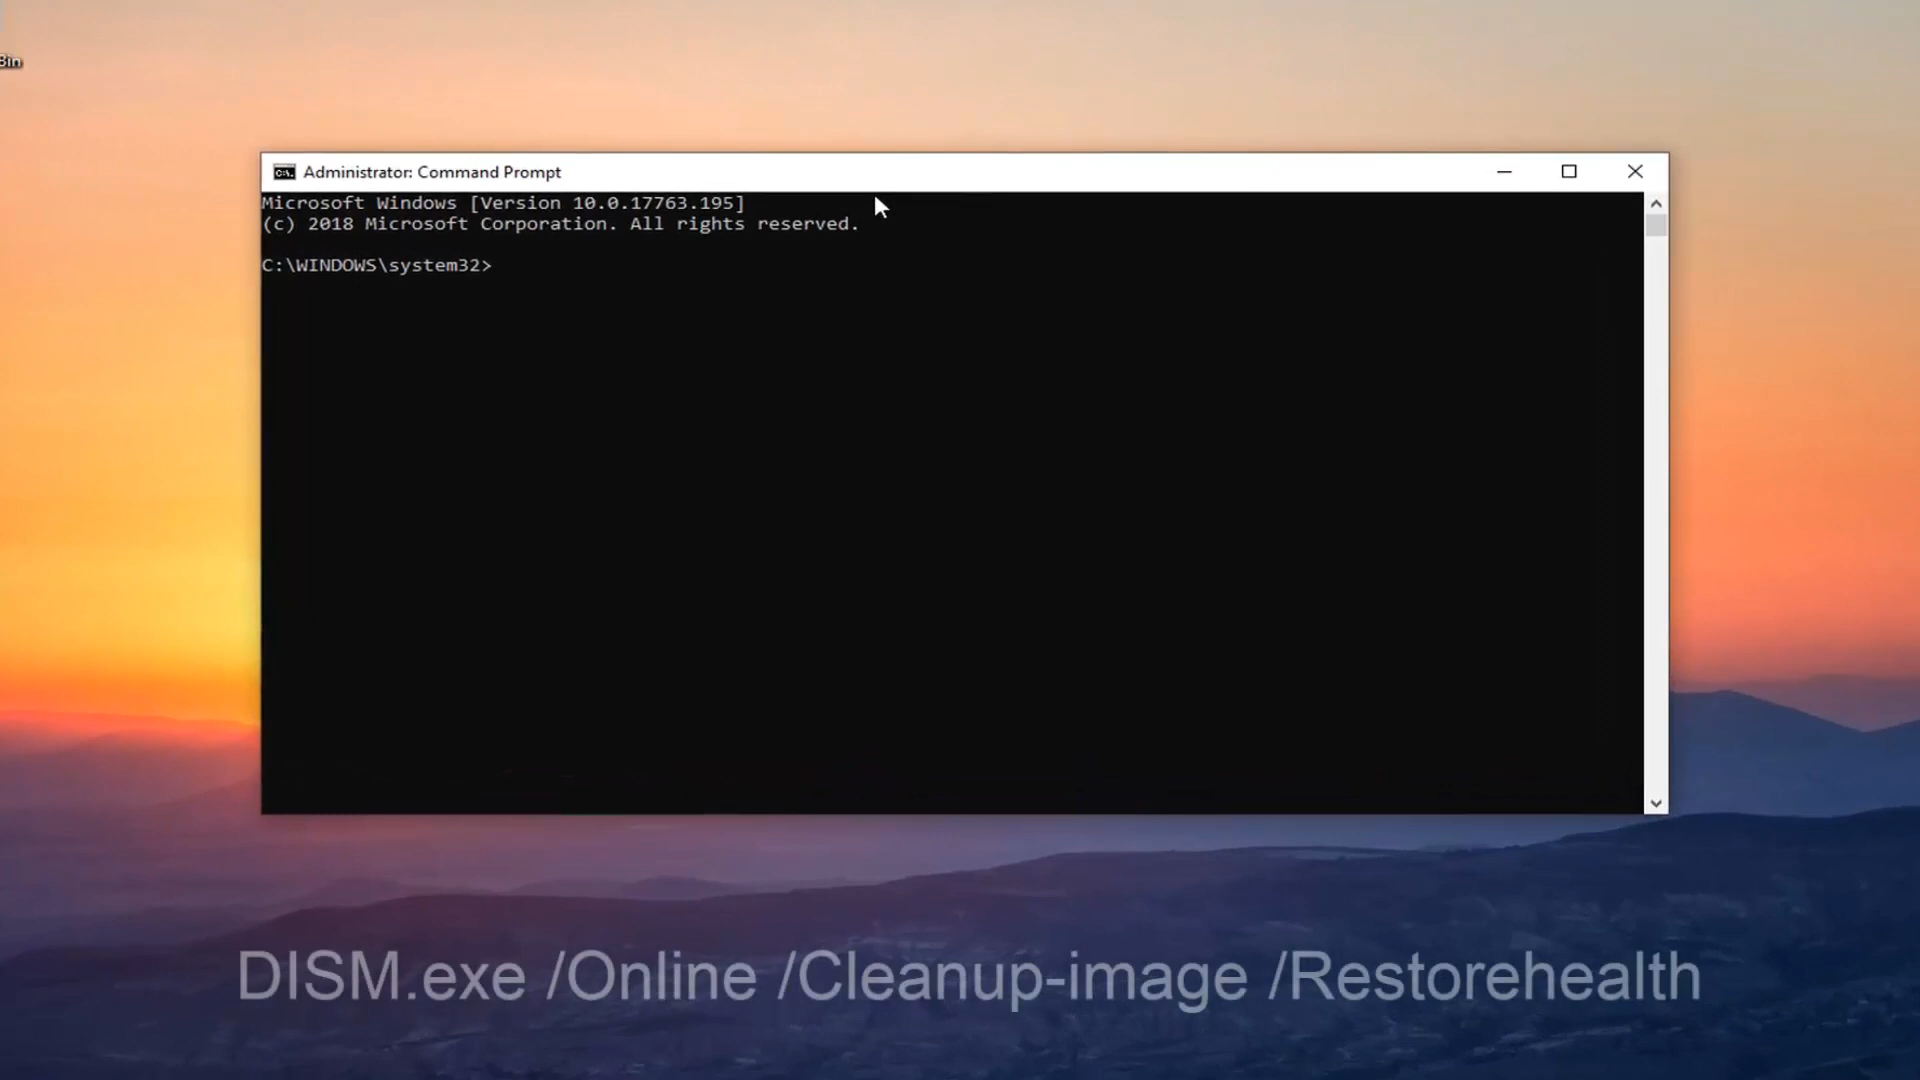 Bin
Administrator: Command Prompt
Microsoft Windows [Version 10.0.17763.195]
(c) 2018 Microsoft Corporation. All rights reserved.
C:\WINDOWS\system32>
DISM.exe /Online /Cleanup-image /Restorehealth